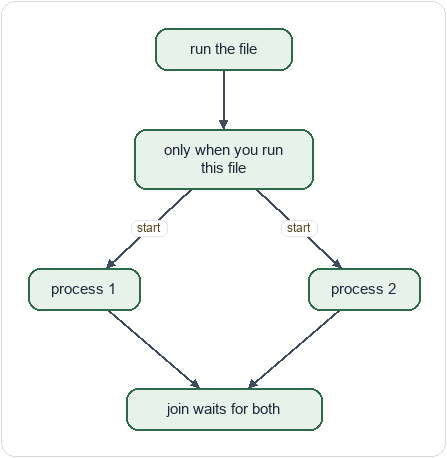 run the file
only when you run
this file
start
start
process 1
process 2
join waits for both